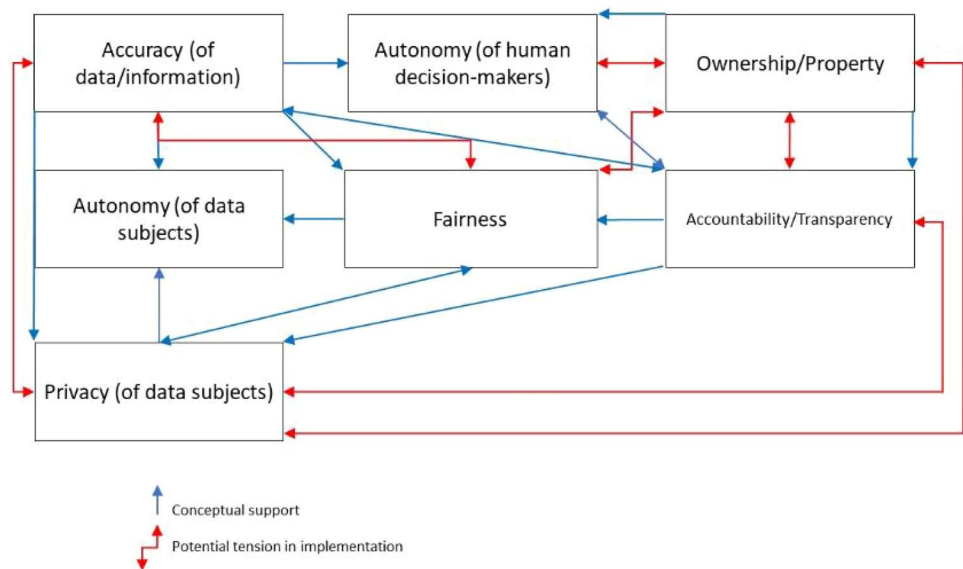 Accuracy (of
data/information)
Autonomy (of human
decision-makers)
Ownership/Property
Autonomy (of data
subjects)
Fairness
Accountability/Transparency
Privacy (of data subjects)
Conceptual support
Potential tension in implementation